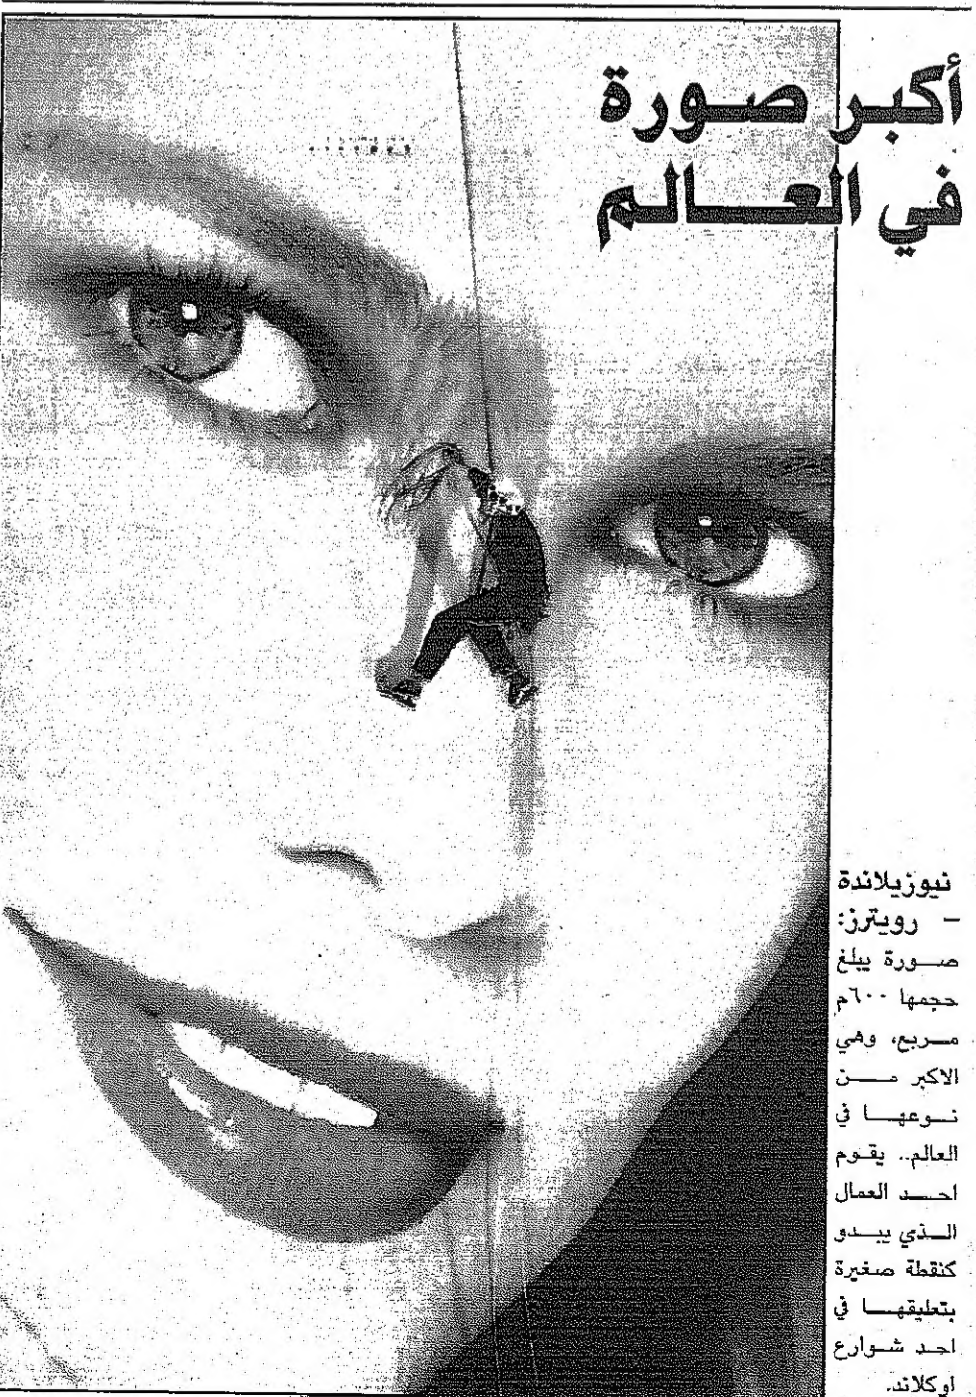 أكبر صورة
في العالم
نيوزيلاندة
- رويترز:
صورة يبلغ
حجمها ٦٠٠م
مربع، وهي
الاكبر من
نوعها في
العالم.. يقوم
احد العمال
الذي يبدو
كنقطة صغيرة
بتعليقها في
احد شوارع
اوكلاند.